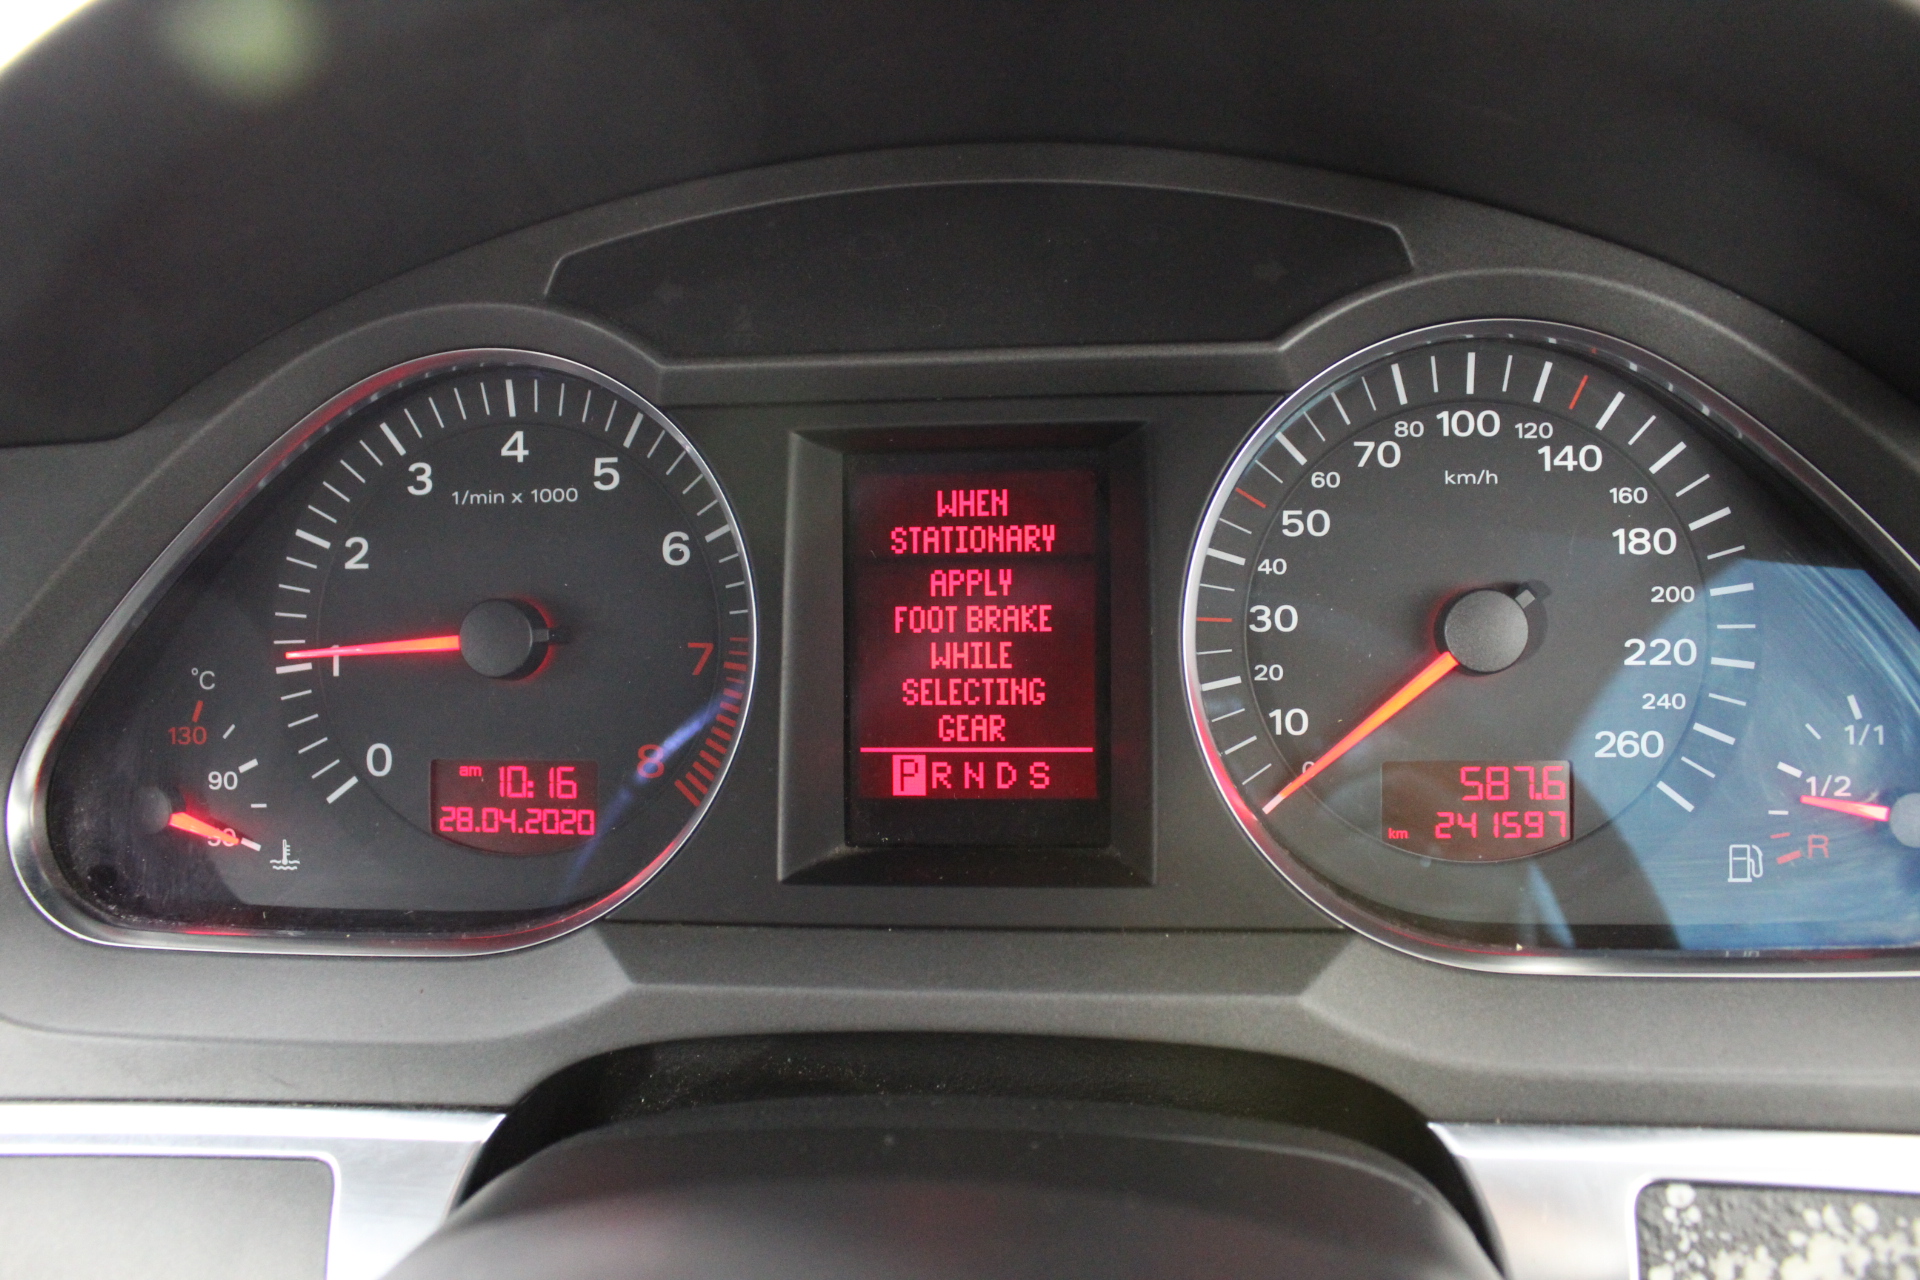 4
3
5
1/min x 1000
2
6
1
7
0
8
°C
130
90
50
am 10:16
28.04.2020
WHEN
STATIONARY
APPLY
FOOT BRAKE
WHILE
SELECTING
GEAR
P R N D S
0
10
20
30
40
50
60
70
80
100
120
140
160
180
200
220
240
260
km/h
587.6
km 241597
1/1
1/2
R